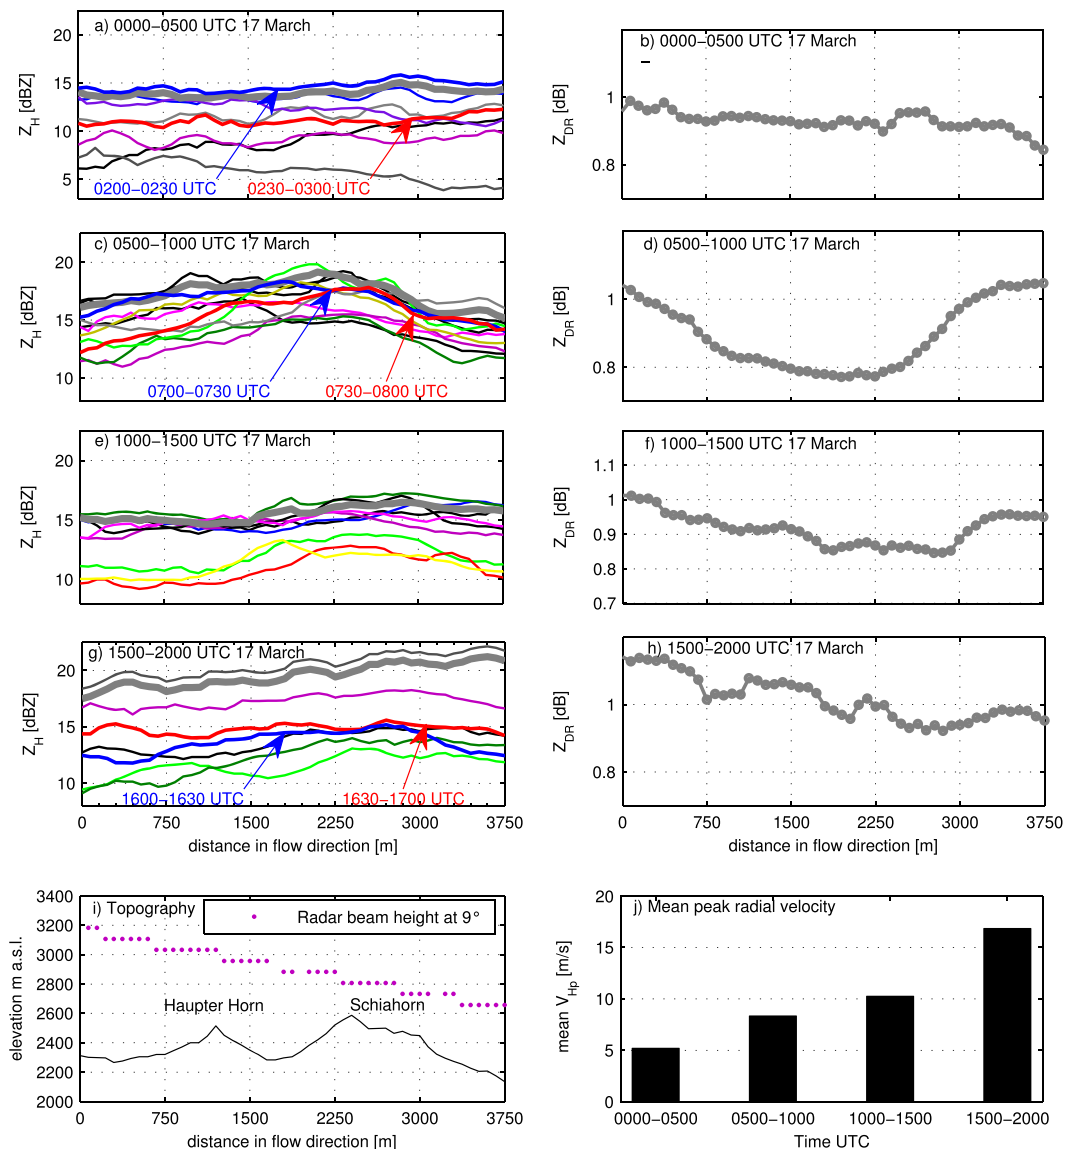 a) 0000−0500 UTC 17 March
20
15
10
5
Z_H [dBZ]
0200−0230 UTC
0230−0300 UTC
b) 0000−0500 UTC 17 March
1
0.8
Z_DR [dB]
c) 0500−1000 UTC 17 March
20
15
10
Z_H [dBZ]
0700−0730 UTC
0730−0800 UTC
d) 0500−1000 UTC 17 March
1
0.8
Z_DR [dB]
e) 1000−1500 UTC 17 March
20
15
10
Z_H [dBZ]
f) 1000−1500 UTC 17 March
1.1
1
0.9
0.8
0.7
Z_DR [dB]
g) 1500−2000 UTC 17 March
20
15
10
Z_H [dBZ]
1600−1630 UTC
1630−1700 UTC
0 750 1500 2250 3000 3750
distance in flow direction [m]
h) 1500−2000 UTC 17 March
1
0.8
Z_DR [dB]
0 750 1500 2250 3000 3750
distance in flow direction [m]
i) Topography
Radar beam height at 9°
3400
3200
3000
2800
2600
2400
2200
2000
elevation m a.s.l.
Haupter Horn
Schiahorn
0 750 1500 2250 3000 3750
distance in flow direction [m]
j) Mean peak radial velocity
20
15
10
5
0
mean V_Hp [m/s]
0000−0500 0500−1000 1000−1500 1500−2000
Time UTC